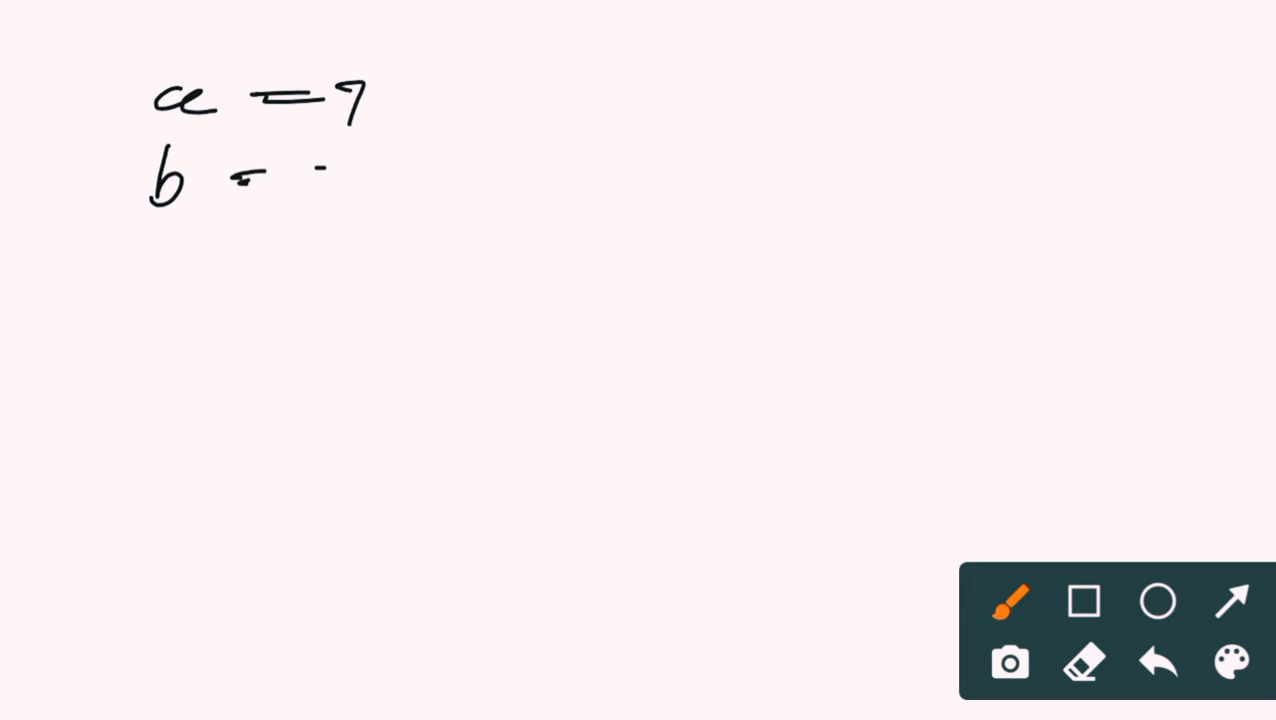 a = 7
b = -